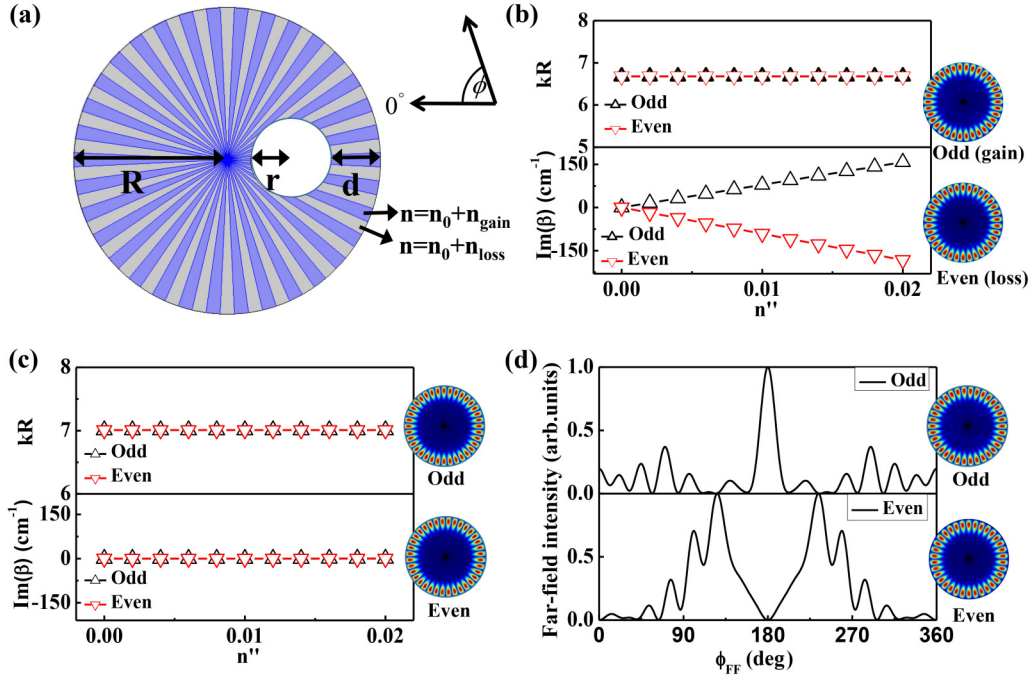 (a)
ϕ
0°
R
r
d
n=n₀+n_gain
n=n₀+n_loss
(b)
8
7
6
5
kR
Odd
Even
150
0
-150
Im(β) (cm⁻¹)
Odd
Even
0.00
0.01
0.02
n''
Odd (gain)
Even (loss)
(c)
8
7
6
kR
Odd
Even
150
0
-150
Im(β) (cm⁻¹)
Odd
Even
0.00
0.01
0.02
n''
Odd
Even
(d)
Far-field intensity (arb.units)
1.0
0.5
0.0
Odd
0.5
0.0
Even
0
90
180
270
360
ϕ_FF (deg)
Odd
Even